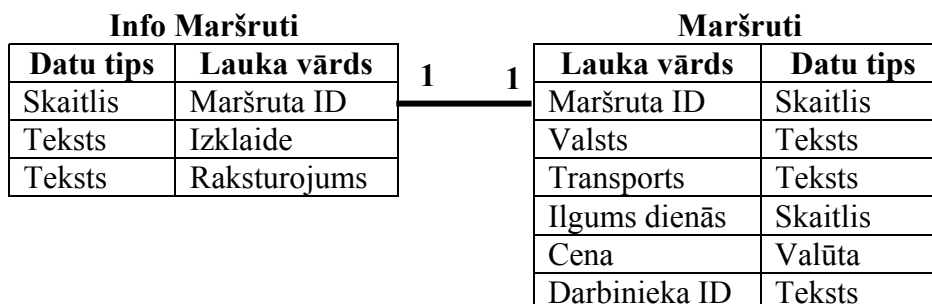 Info Maršruti
Datu tips Lauka vārds
Skaitlis Maršruta ID
Teksts Izklaide
Teksts Raksturojums
1 1
Maršruti
Lauka vārds Datu tips
Maršruta ID Skaitlis
Valsts Teksts
Transports Teksts
Ilgums dienās Skaitlis
Cena Valūta
Darbinieka ID Teksts